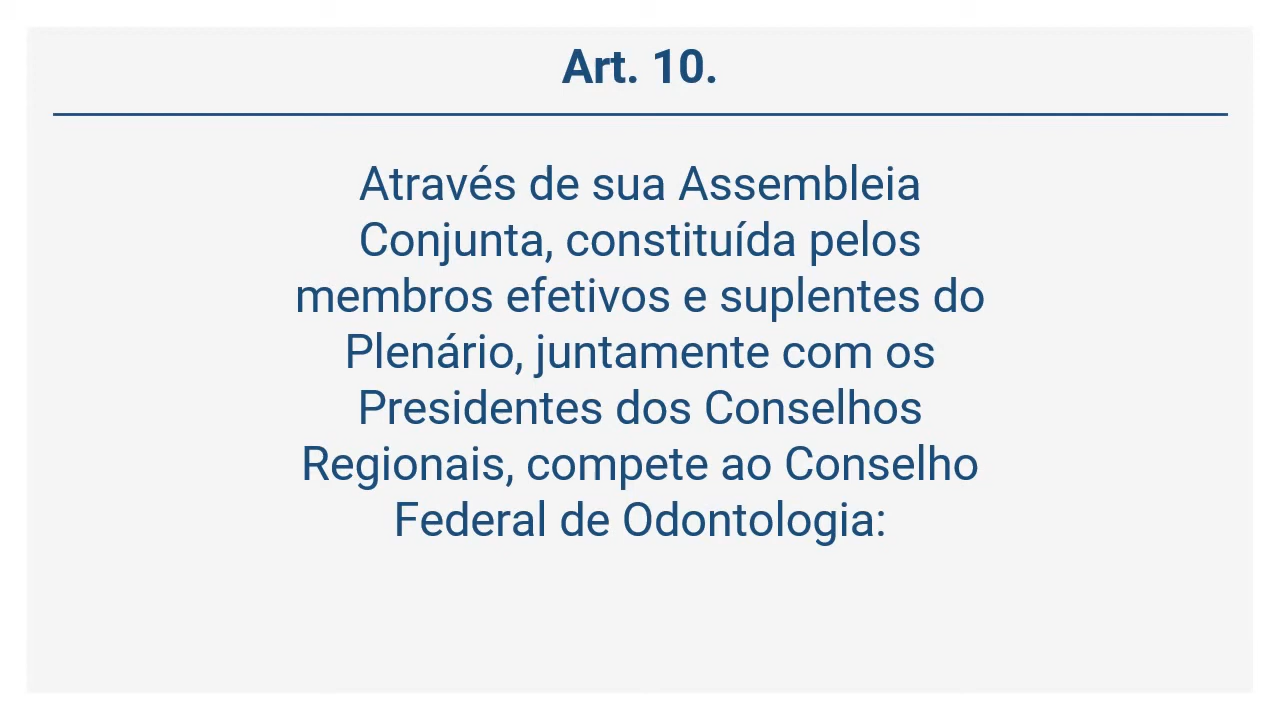 Art. 10.
Através de sua Assembleia
Conjunta, constituída pelos
membros efetivos e suplentes do
Plenário, juntamente com os
Presidentes dos Conselhos
Regionais, compete ao Conselho
Federal de Odontologia: